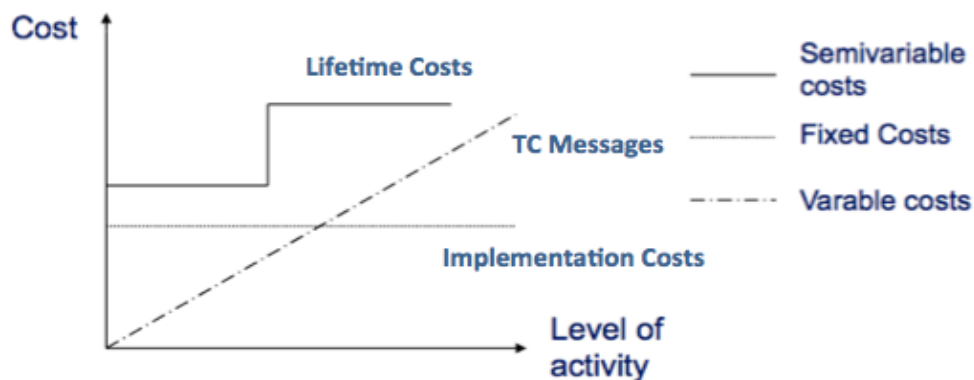 Cost
Lifetime Costs
TC Messages
Implementation Costs
Level of
activity
Semivariable
costs
Fixed Costs
Varable costs